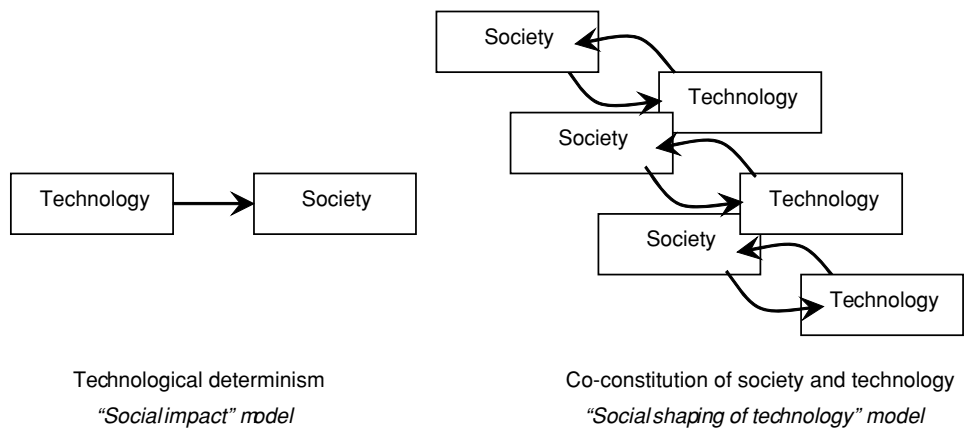 Technology
Society
Technological determinism
“Social impact” model
Society
Technology
Society
Technology
Society
Technology
Co-constitution of society and technology
“Social shaping of technology” model